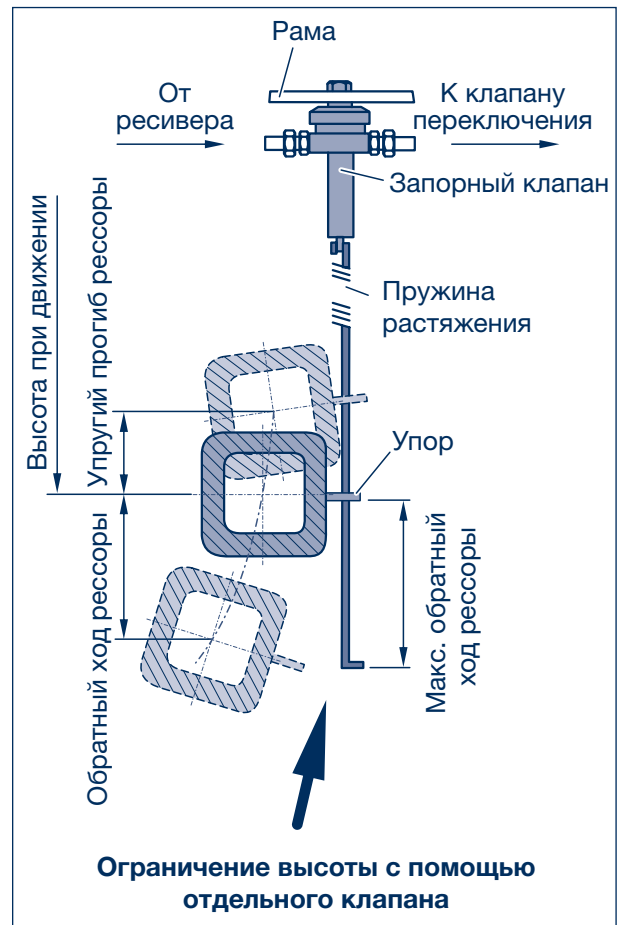 Рама
От
ресивера
К клапану
переключения
Запорный клапан
Пружина
растяжения
Высота при движении
Упругий прогиб рессоры
Упор
Обратный ход рессоры
Макс. обратный
ход рессоры
Ограничение высоты с помощью
отдельного клапана